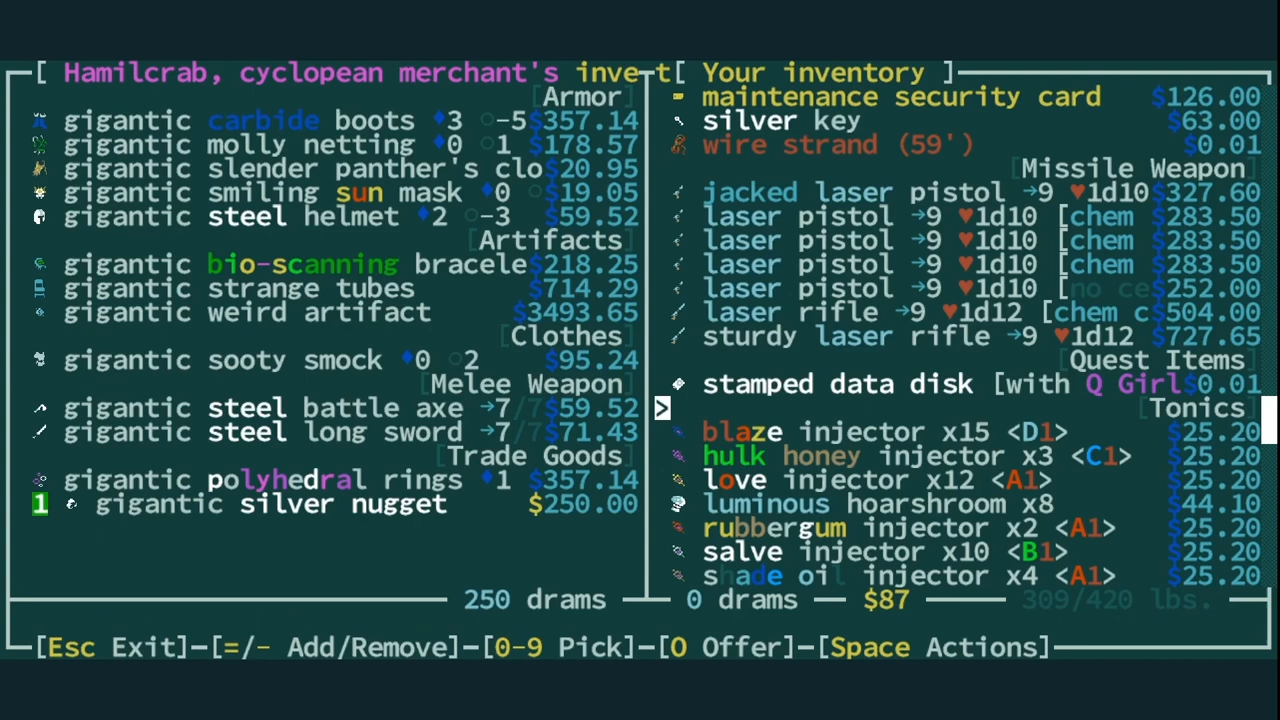 [ Hamilcrab, cyclopean merchant's inve
[Armor]
gigantic carbide boots ♦3 ○-5 $357.14
gigantic molly netting ♦0 ○1 $178.57
gigantic slender panther's clo $20.95
gigantic smiling sun mask ♦0 ○ $19.05
gigantic steel helmet ♦2 ○-3 $59.52
[Artifacts]
gigantic bio-scanning bracele $218.25
gigantic strange tubes $714.29
gigantic weird artifact $3493.65
[Clothes]
gigantic sooty smock ♦0 ○2 $95.24
[Melee Weapon]
gigantic steel battle axe →7/7 $59.52
gigantic steel long sword →7/7 $71.43
[Trade Goods]
gigantic polyhedral rings ♦1 $357.14
1 gigantic silver nugget $250.00
250 drams
t[ Your inventory ]
maintenance security card $126.00
silver key $63.00
wire strand (59') $0.01
[Missile Weapon]
jacked laser pistol →9 ♥1d10 $327.60
laser pistol →9 ♥1d10 [chem $283.50
laser pistol →9 ♥1d10 [chem $283.50
laser pistol →9 ♥1d10 [chem $283.50
laser pistol →9 ♥1d10 [no ce $252.00
laser rifle →9 ♥1d12 [chem c $504.00
sturdy laser rifle →9 ♥1d12 $727.65
[Quest Items]
stamped data disk [with Q Girl $0.01
> [Tonics]
blaze injector x15 <D1> $25.20
hulk honey injector x3 <C1> $25.20
love injector x12 <A1> $25.20
luminous hoarshroom x8 $44.10
rubbergum injector x2 <A1> $25.20
salve injector x10 <B1> $25.20
shade oil injector x4 <A1> $25.20
0 drams — $87 — 309/420 lbs.
[Esc Exit]-[=/- Add/Remove]-[0-9 Pick]-[O Offer]-[Space Actions]